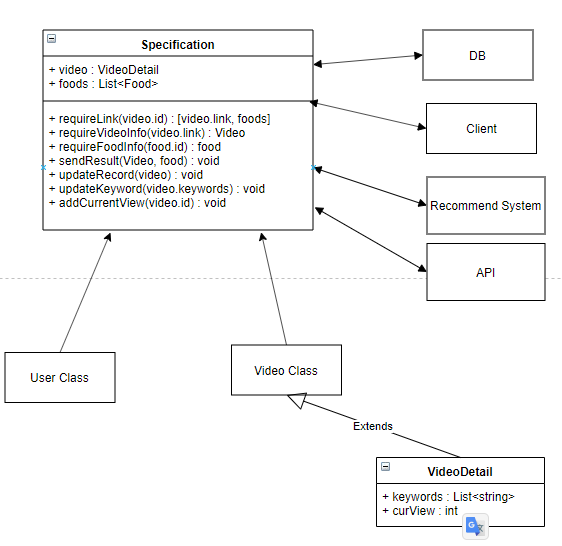 Specification
+ video : VideoDetail
+ foods : List<Food>
+ requireLink(video.id) : [video.link, foods]
+ requireVideoInfo(video.link) : Video
+ requireFoodInfo(food.id) : food
+ sendResult(Video, food) : void
+ updateRecord(video) : void
+ updateKeyword(video.keywords) : void
+ addCurrentView(video.id) : void
DB
Client
Recommend System
API
User Class
Video Class
Extends
VideoDetail
+ keywords : List<string>
+ curView : int
G